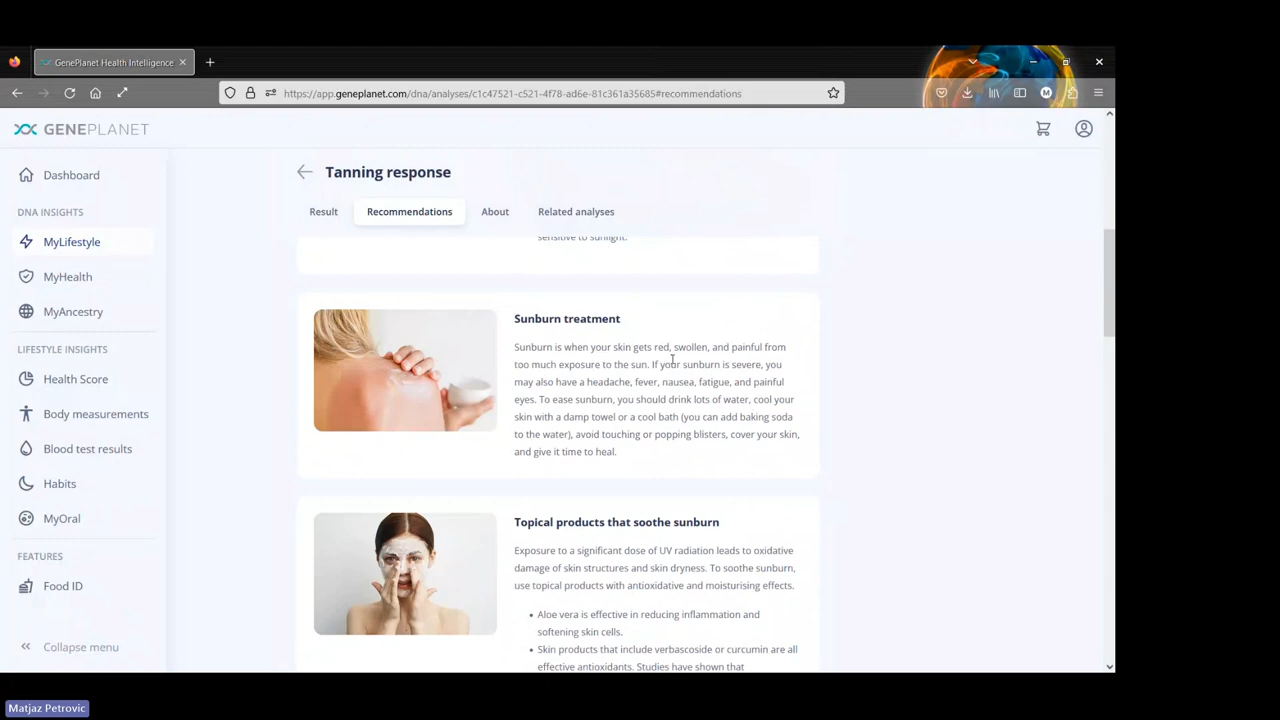 GenePlanet Health Intelligence
https://app.geneplanet.com/dna/analyses/c1c47521-c521-4f78-ad6e-81c361a35685#recommendations
M
GENEPLANET
Dashboard
DNA INSIGHTS
MyLifestyle
MyHealth
MyAncestry
LIFESTYLE INSIGHTS
Health Score
Body measurements
Blood test results
Habits
MyOral
FEATURES
Food ID
Collapse menu
Tanning response
Result Recommendations About Related analyses
sensitive to sunlight.
Sunburn treatment
Sunburn is when your skin gets red, swollen, and painful from
too much exposure to the sun. If your sunburn is severe, you
may also have a headache, fever, nausea, fatigue, and painful
eyes. To ease sunburn, you should drink lots of water, cool your
skin with a damp towel or a cool bath (you can add baking soda
to the water), avoid touching or popping blisters, cover your skin,
and give it time to heal.
Topical products that soothe sunburn
Exposure to a significant dose of UV radiation leads to oxidative
damage of skin structures and skin dryness. To soothe sunburn,
use topical products with antioxidative and moisturising effects.
• Aloe vera is effective in reducing inflammation and
softening skin cells.
• Skin products that include verbascoside or curcumin are all
effective antioxidants. Studies have shown that
Matjaz Petrovic